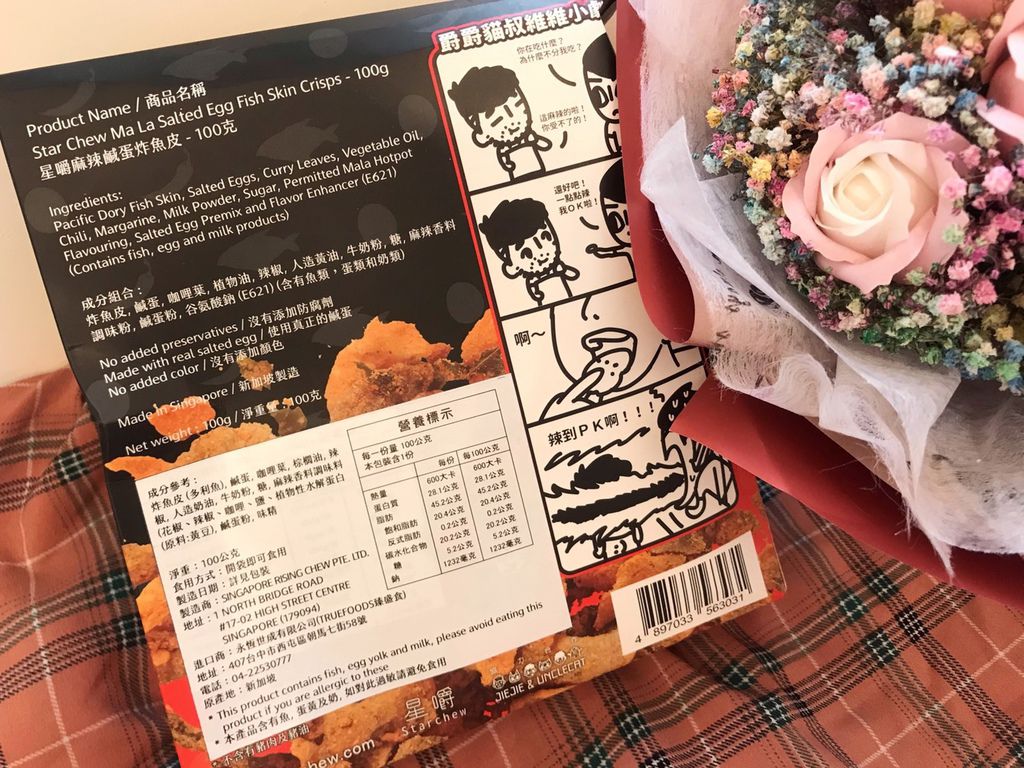 Product Name / 商品名稱
Star Chew Ma La Salted Egg Fish Skin Crisps - 100g
星嚼麻辣鹹蛋炸魚皮 - 100克
Ingredients:
Pacific Dory Fish Skin, Salted Eggs, Curry Leaves, Vegetable Oil,
Chili, Margarine, Milk Powder, Sugar, Permitted Mala Hotpot
Flavouring, Salted Egg Premix and Flavor Enhancer (E621)
(Contains fish, egg and milk products)
成分組合：
炸魚皮, 鹹蛋, 咖哩葉, 植物油, 辣椒, 人造黃油, 牛奶粉, 糖, 麻辣香料
調味粉, 鹹蛋粉, 谷氨酸鈉 (E621) (含有魚類，蛋類和奶類)
No added preservatives / 沒有添加防腐劑
Made with real salted egg / 使用真正的鹹蛋
No added color / 沒有添加顏色
Made in Singapore / 新加坡製造
Net weight : 100g / 淨重量 : 100克
爵爵貓叔維維小
你在吃什麼？
為什麼不分我吃？
這麻辣的啦！
你受不了的！
還好吧！
一點點辣
我OK啦！
啊～
辣到PK啊！！！
成分參考：
炸魚皮(多利魚), 鹹蛋, 咖哩葉, 棕櫚油, 辣
椒, 人造奶油, 牛奶粉, 糖, 麻辣香料調味料
(花椒、辣椒、咖哩、鹽、植物性水解蛋白
(原料:黃豆), 鹹蛋粉, 味精
營養標示
每一份量 100公克
本包裝含1份
每份 每100公克
熱量 600大卡 600大卡
蛋白質 28.1公克 28.1公克
脂肪 45.2公克 45.2公克
飽和脂肪 20.4公克 20.4公克
反式脂肪 0.2公克 0.2公克
碳水化合物 20.2公克 20.2公克
糖 5.2公克 5.2公克
鈉 1232毫克 1232毫克
淨重：100公克
食用方式：開袋即可食用
製造日期：詳見包裝
製造商：SINGAPORE RISING CHEW PTE. LTD.
地址：1 NORTH BRIDGE ROAD
#17-02 HIGH STREET CENTRE
SINGAPORE (179094)
進口商：永恆世成有限公司(TRUEFOODS臻盛食)
地址：407台中市西屯區朝馬七街58號
電話：04-22530777
原產地：新加坡
* This product contains fish, egg yolk and milk, please avoid eating this
product if you are allergic to these
* 本產品含有魚, 蛋黃及奶, 如對此過敏請避免食用
* 不含有豬肉及豬油
hew.com
星嚼
Starchew
JIEJIE & UNCLECAT
4 897033 563031